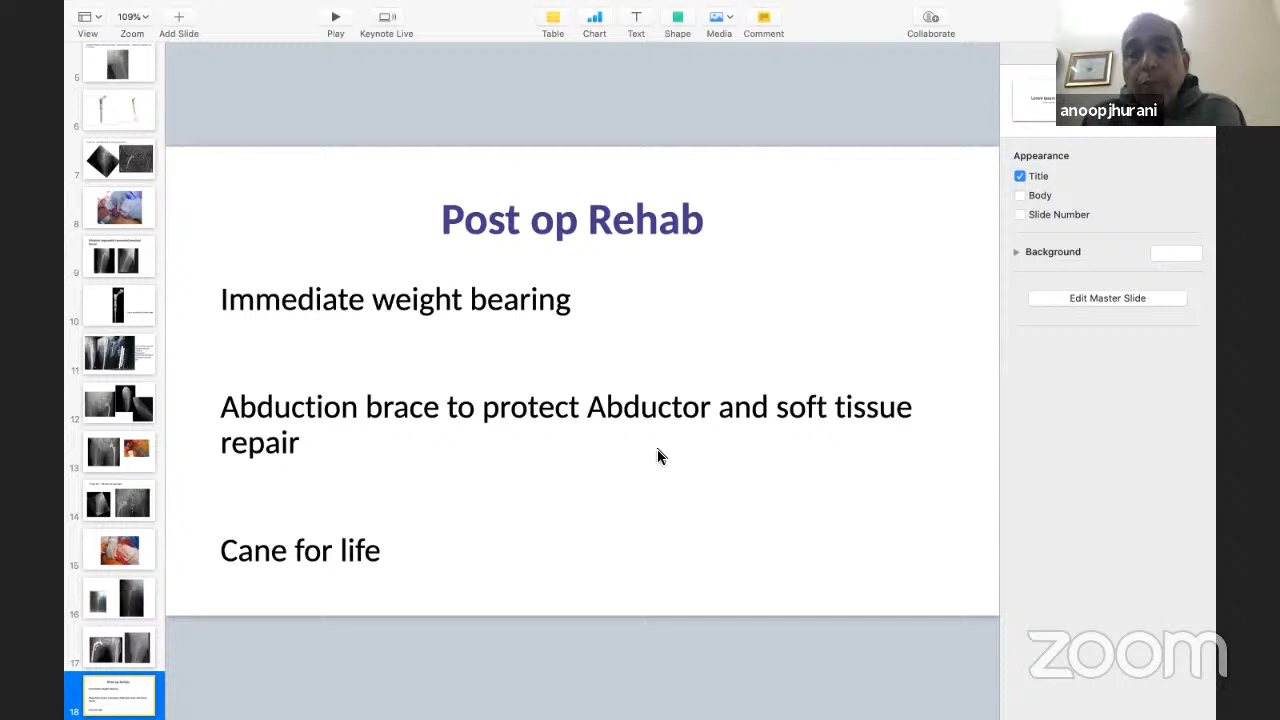 109%
View
Zoom
Add Slide
Play
Keynote Live
Table
Chart
Text
Shape
Media
Comment
Collaborate
anoopjhurani
Appearance
Title
Body
Slide Number
Background
Edit Master Slide
Post op Rehab
Immediate weight bearing
Abduction brace to protect Abductor and soft tissue
repair
Cane for life
5
6
7
8
9
10
11
12
13
14
15
16
17
18
Post op Rehab
zoom